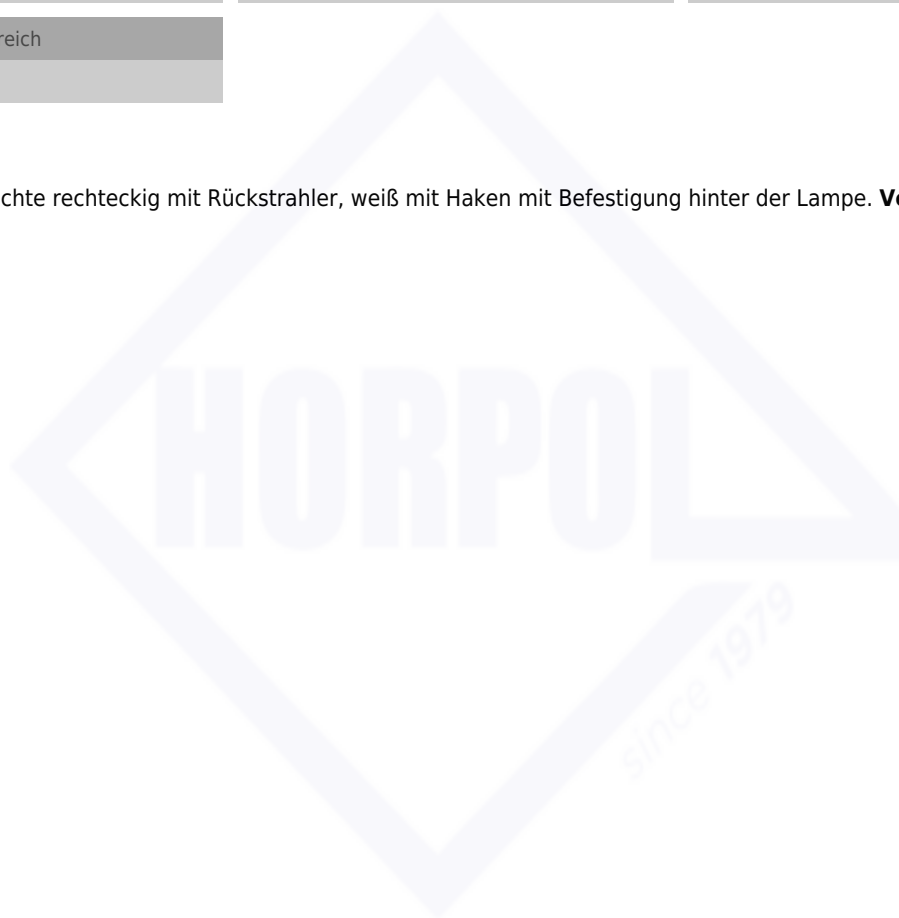 reich
chte rechteckig mit Rückstrahler, weiß mit Haken mit Befestigung hinter der Lampe. Ve
HORPOL
since 1979